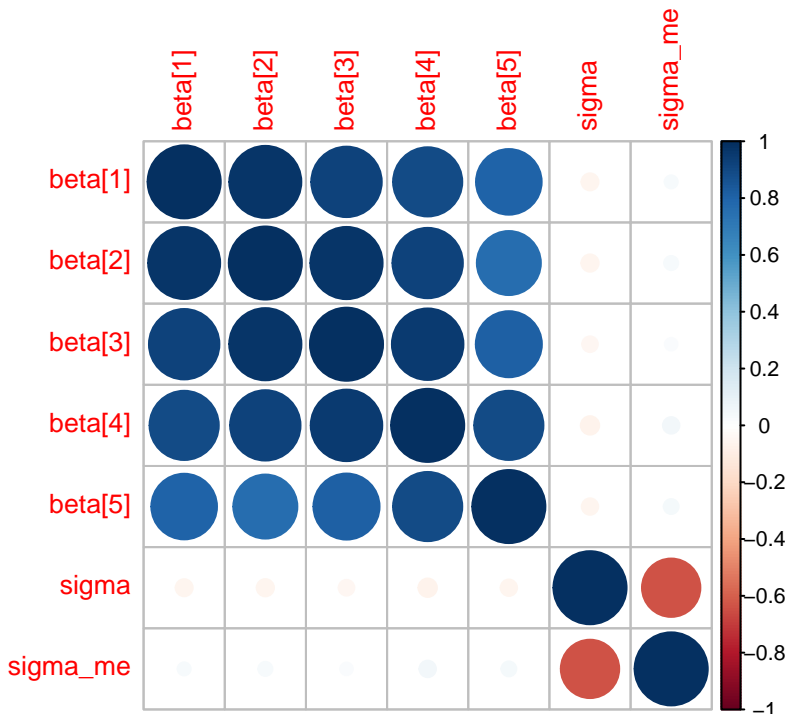 beta[1]
beta[2]
beta[3]
beta[4]
beta[5]
sigma
sigma_me
beta[1]
beta[2]
beta[3]
beta[4]
beta[5]
sigma
sigma_me
1
0.8
0.6
0.4
0.2
0
−0.2
−0.4
−0.6
−0.8
−1